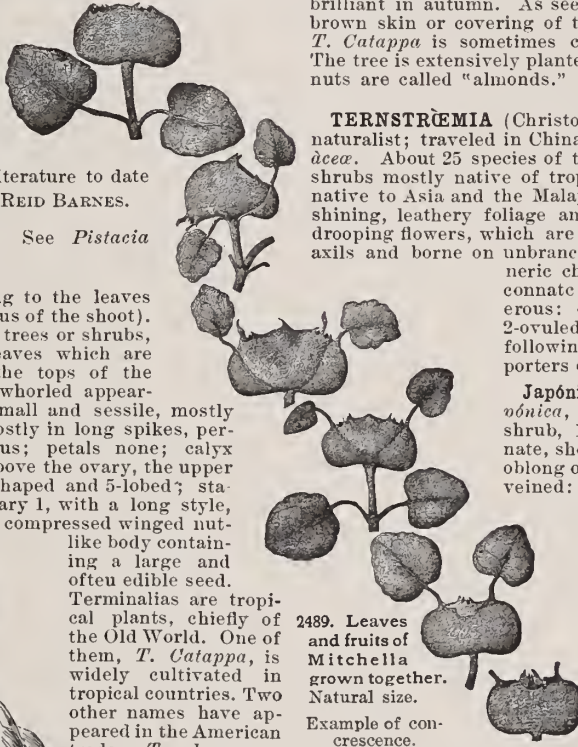 iterature to date
REID BARNES.
See Pistacia
g to the leaves
us of the shoot).
trees or shrubs,
eaves which are
he tops of the
whorled appear-
mall and sessile, mostly
ostly in long spikes, per-
us; petals none; calyx
bove the ovary, the upper
haped and 5-lobed; sta-
ary 1, with a long style,
compressed winged nut-
like body contain-
ing a large and
often edible seed.
Terminalias are tropi-
cal plants, chiefly of
the Old World. One of
them, T. Catappa, is
widely cultivated in
tropical countries. Two
other names have ap-
peared in the American
2489. Leaves
and fruits of
Mitchella
grown together.
Natural size.
Example of con-
crescence.
brilliant in autumn. As see
brown skin or covering of t
T. Catappa is sometimes c
The tree is extensively plante
nuts are called "almonds."
TERNSTRŒMIA (Christo
naturalist; traveled in China
àceæ. About 25 species of t
shrubs mostly native of trop
native to Asia and the Malay
shining, leathery foliage an
drooping flowers, which are
axils and borne on unbranc
neric ch
connate
erous:
2-ovuled
followin
porters
Japóni
pónica,
shrub,
nate, sho
oblong o
veined: